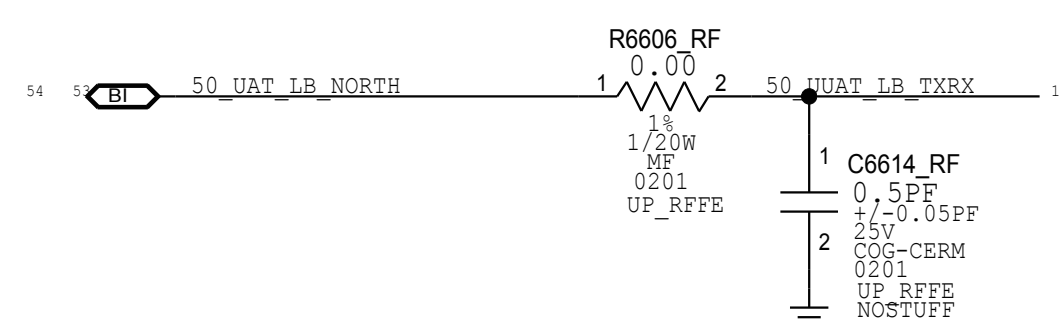 R6606_RF
0.00
54 53 BI 50_UAT_LB_NORTH 1 2 50_UUAT_LB_TXRX 1
1%
1/20W
MF
0201
UP_RFFE
1
C6614_RF
0.5PF
+/-0.05PF
25V
2
COG-CERM
0201
UP_RFFE
NOSTUFF